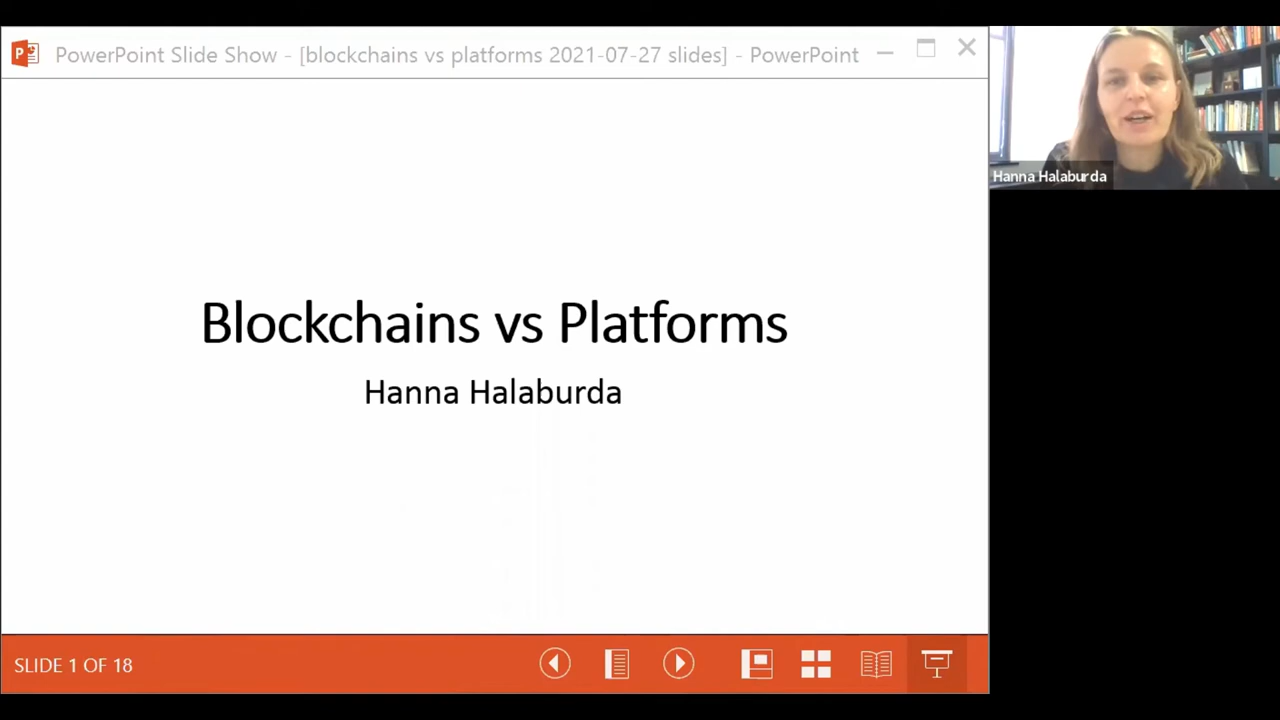 PowerPoint Slide Show - [blockchains vs platforms 2021-07-27 slides] - PowerPoint
Hanna Halaburda
Blockchains vs Platforms
Hanna Halaburda
SLIDE 1 OF 18